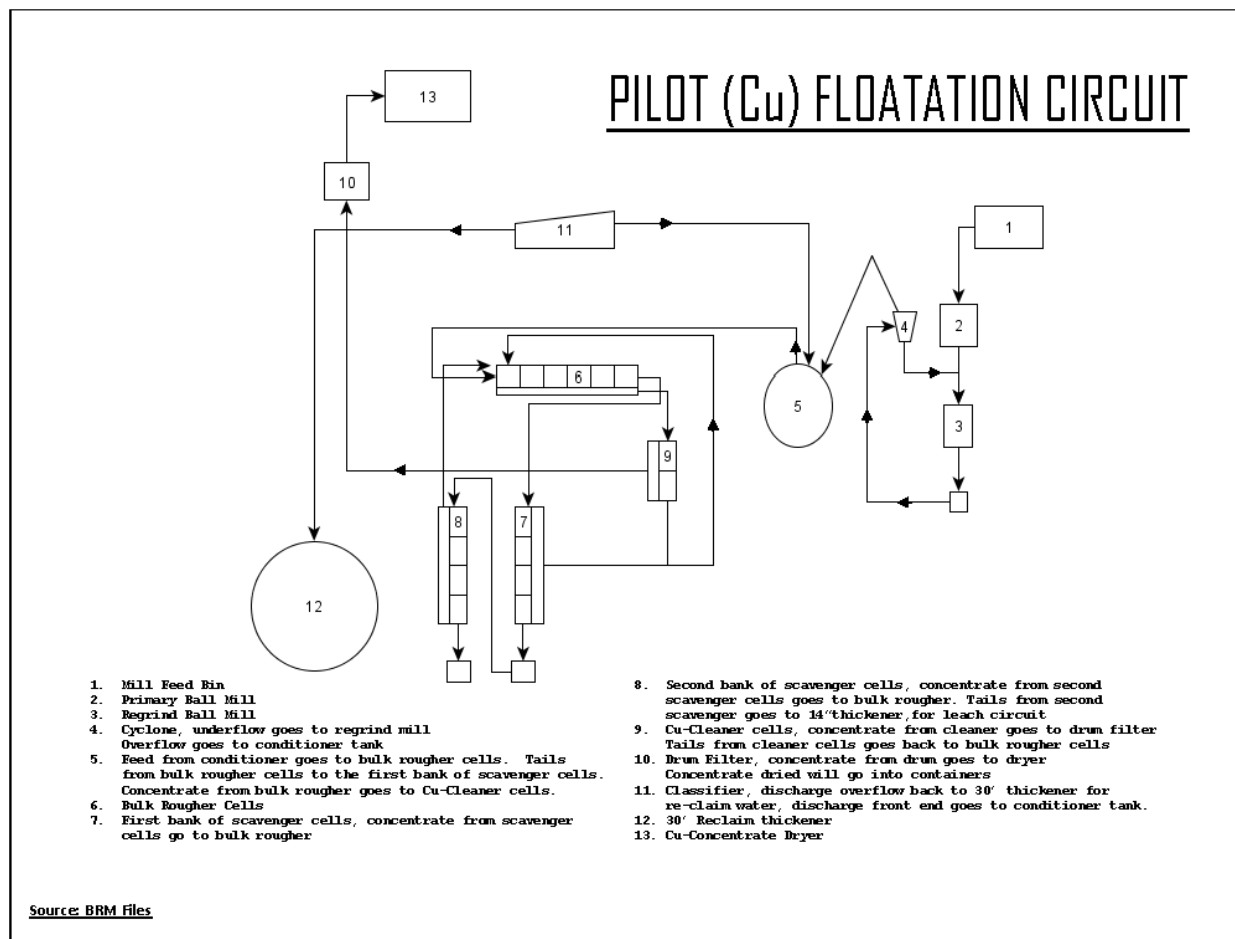 PILOT (Cu) FLOATATION CIRCUIT
13
10
11
1
4
2
6
5
3
9
8
7
12
1. Mill Feed Bin
2. Primary Ball Mill
3. Regrind Ball Mill
4. Cyclone, underflow goes to regrind mill
Overflow goes to conditioner tank
5. Feed from conditioner goes to bulk rougher cells. Tails
from bulk rougher cells to the first bank of scavenger cells.
Concentrate from bulk rougher goes to Cu-Cleaner cells.
6. Bulk Rougher Cells
7. First bank of scavenger cells, concentrate from scavenger
cells go to bulk rougher
8. Second bank of scavenger cells, concentrate from second
scavenger cells goes to bulk rougher. Tails from second
scavenger goes to 14"thickener,for leach circuit
9. Cu-Cleaner cells, concentrate from cleaner goes to drum filter
Tails from cleaner cells goes back to bulk rougher cells
10. Drum Filter, concentrate from drum goes to dryer
Concentrate dried will go into containers
11. Classifier, discharge overflow back to 30' thickener for
re-claim water, discharge front end goes to conditioner tank.
12. 30' Reclaim thickener
13. Cu-Concentrate Dryer
Source: BRM Files